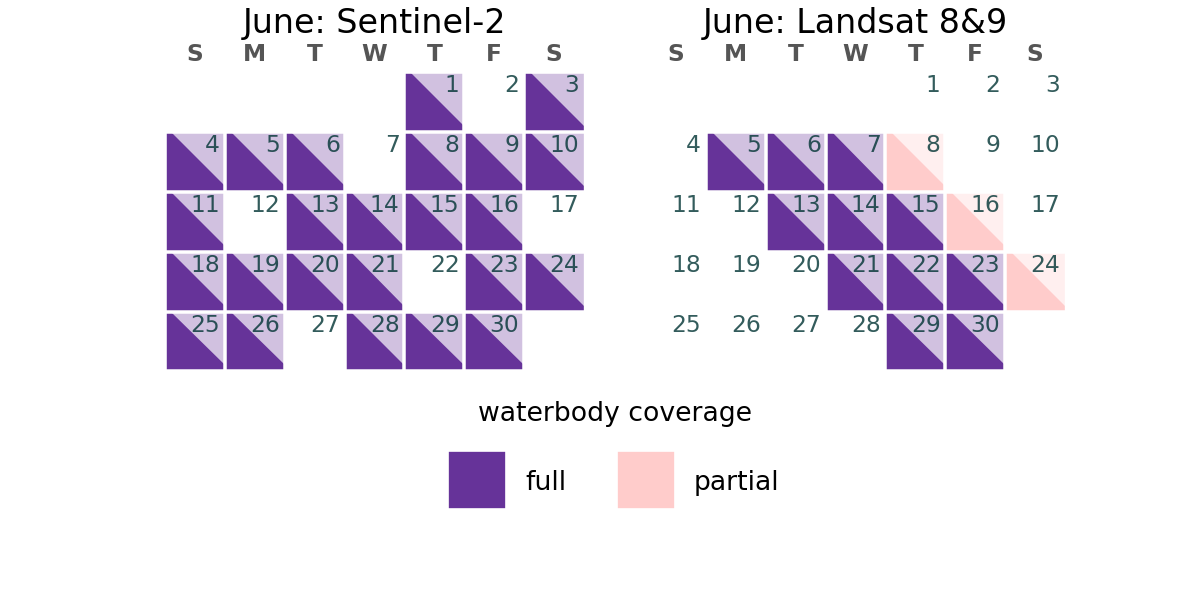 June: Sentinel-2
S M T W T F S
1 2 3
4 5 6 7 8 9 10
11 12 13 14 15 16 17
18 19 20 21 22 23 24
25 26 27 28 29 30
June: Landsat 8&9
S M T W T F S
1 2 3
4 5 6 7 8 9 10
11 12 13 14 15 16 17
18 19 20 21 22 23 24
25 26 27 28 29 30
waterbody coverage
full
partial